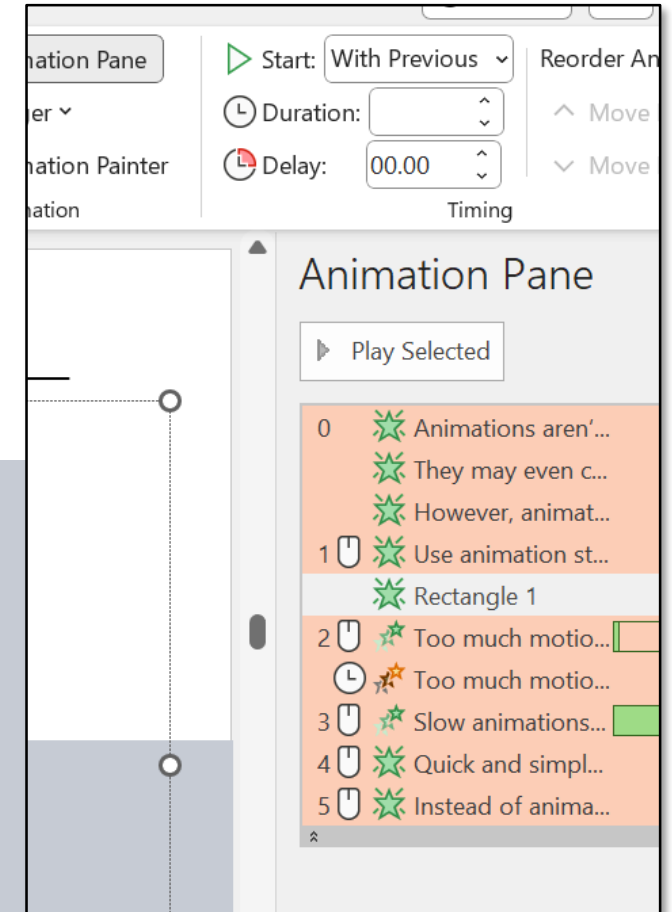 nation Pane
Start: With Previous
Reorder An
er
Duration:
Move
nation Painter
Delay: 00.00
Move
nation
Timing
Animation Pane
Play Selected
0 Animations aren'...
They may even c...
However, animat...
1 Use animation st...
Rectangle 1
2 Too much motio...
Too much motio...
3 Slow animations...
4 Quick and simpl...
5 Instead of anima...